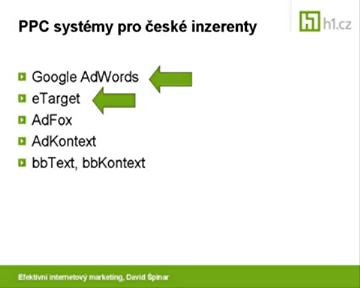 PPC systémy pro české inzerenty
h1.cz
Google AdWords
eTarget
AdFox
AdKontext
bbText, bbKontext
Efektivní internetový marketing, David Špinar